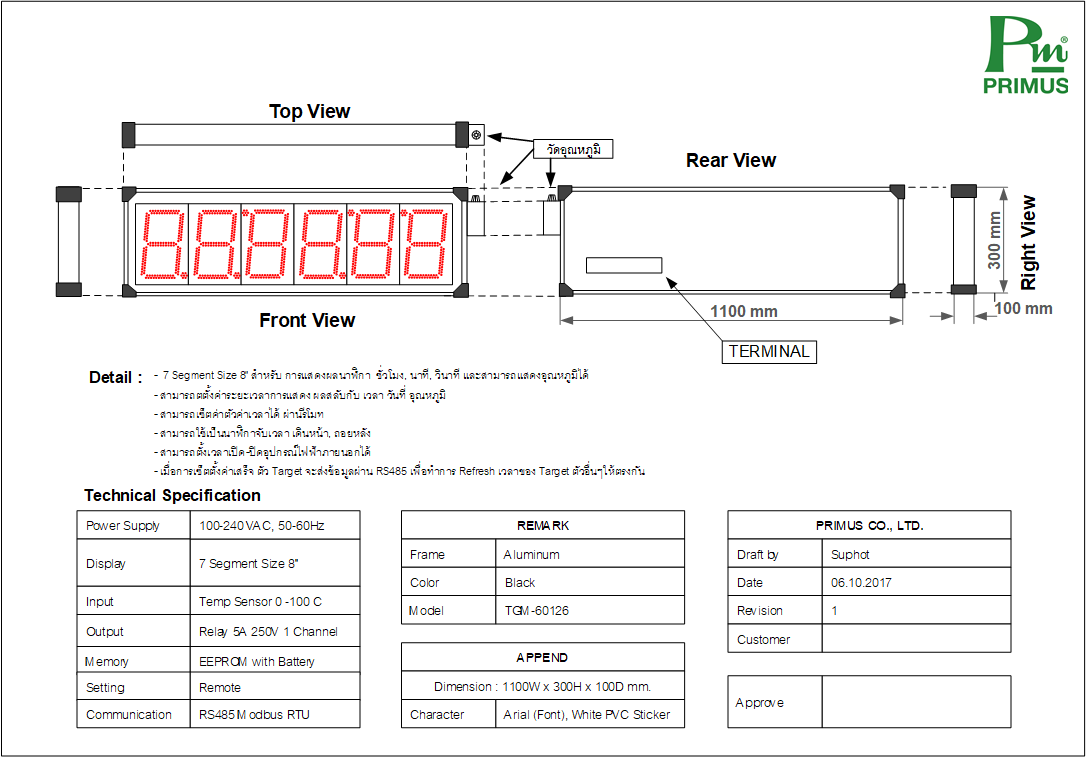 Pm®
PRIMUS
Top View
วัดอุณหภูมิ
Rear View
300 mm
Right View
100 mm
1100 mm
Front View
TERMINAL
Detail :
- 7 Segment Size 8" สำหรับ การแสดงผลนาฬิกา ชั่วโมง, นาที, วินาที และสามารถแสดงอุณหภูมิได้
- สามารถตตั้งค่าระยะเวลาการแสดง ผลสลับกับ เวลา วันที่ อุณหภูมิ
- สามารถเซ็ตค่าตัวค่าเวลาได้ ผ่านรีโมท
- สามารถใช้เป็นนาฬิกาจับเวลา เดินหน้า, ถอยหลัง
- สามารถตั้งเวลาเปิด-ปิดอุปกรณ์ไฟฟ้าภายนอกได้
- เมื่อการเซ็ตตั้งค่าเสร็จ ตัว Target จะส่งข้อมูลผ่าน RS485 เพื่อทำการ Refresh เวลาของ Target ตัวอื่นๆให้ตรงกัน
Technical Specification
Power Supply 100-240 VAC, 50-60Hz
Display 7 Segment Size 8"
Input Temp Sensor 0 -100 C
Output Relay 5A 250V 1 Channel
Memory EEPROM with Battery
Setting Remote
Communication RS485 Modbus RTU
REMARK
Frame Aluminum
Color Black
Model TGM-60126
APPEND
Dimension : 1100W x 300H x 100D mm.
Character Arial (Font), White PVC Sticker
PRIMUS CO., LTD.
Draft by Suphot
Date 06.10.2017
Revision 1
Customer
Approve